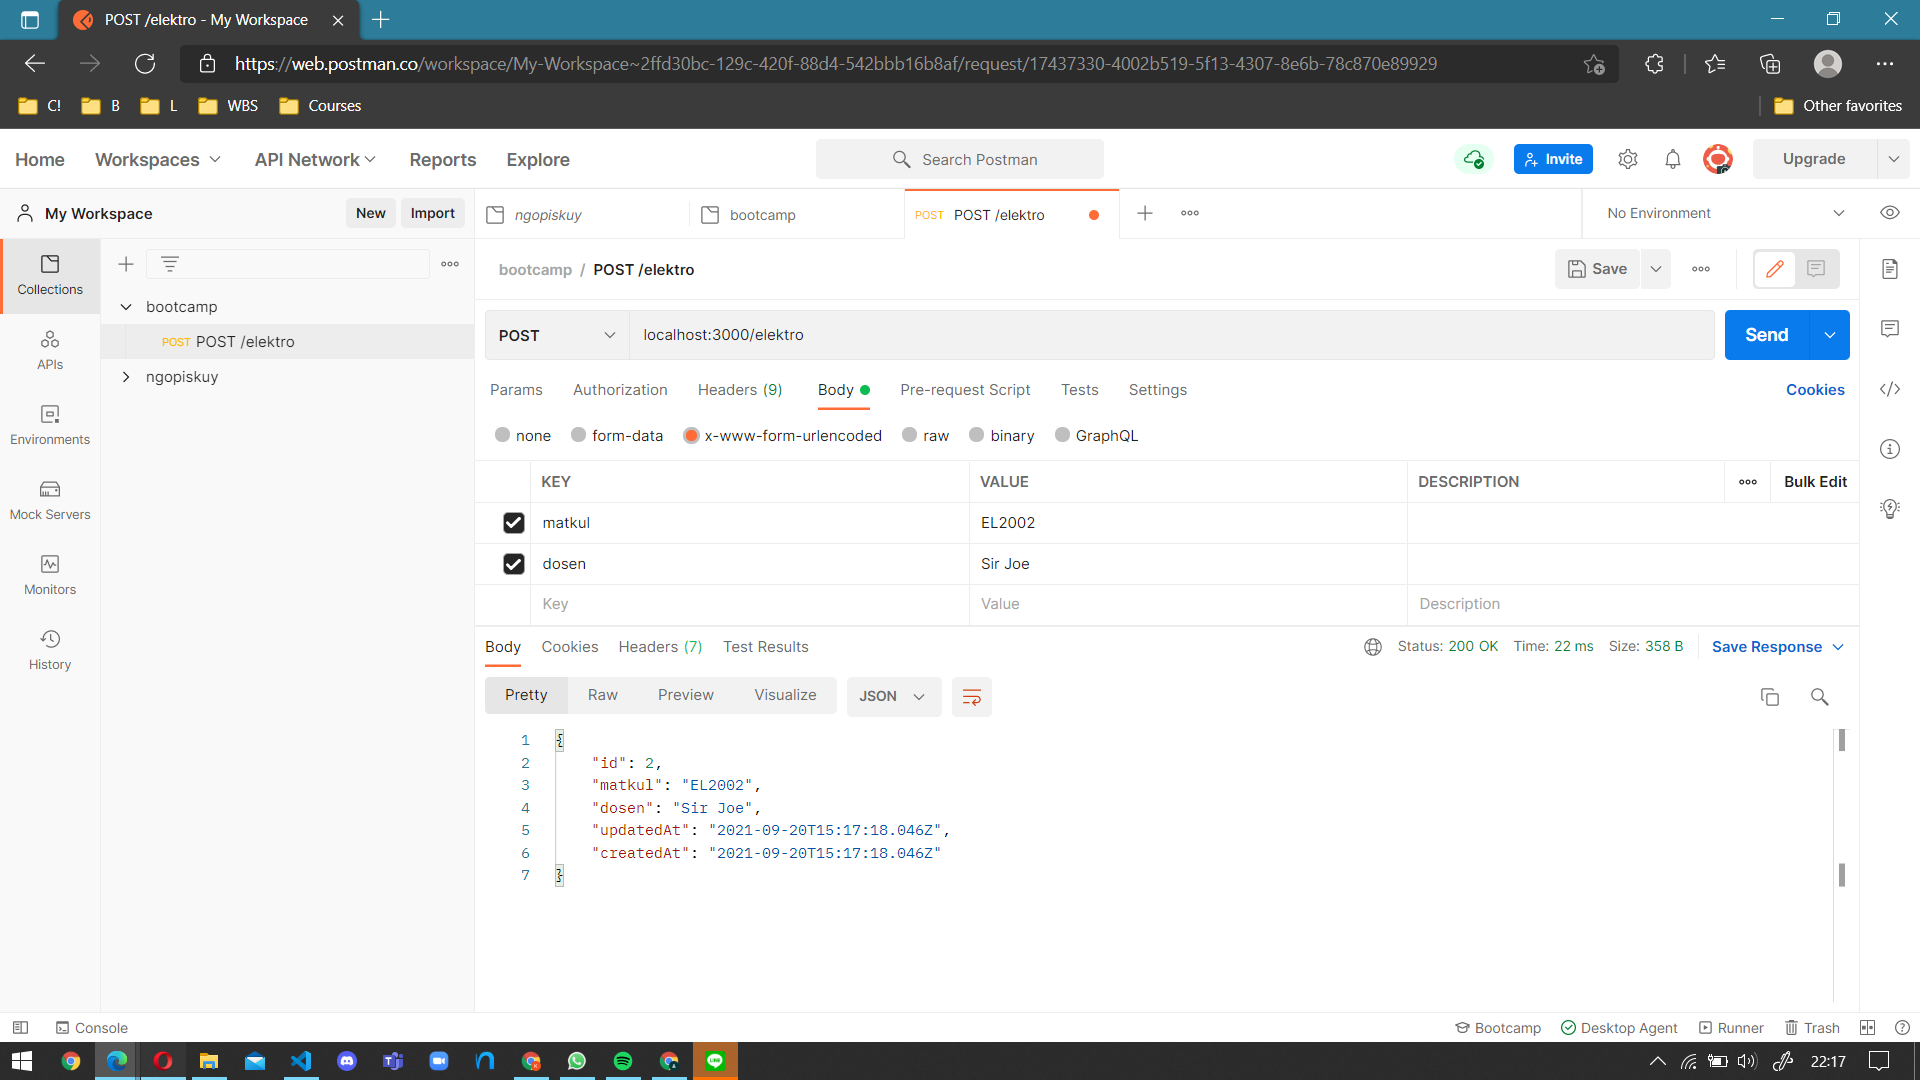 POST /elektro - My Workspace
https://web.postman.co/workspace/My-Workspace~2ffd30bc-129c-420f-88d4-542bbb16b8af/request/17437330-4002b519-5f13-4307-8e6b-78c870e89929
C! B L WBS Courses Other favorites
Home Workspaces API Network Reports Explore Search Postman Invite Upgrade
My Workspace New Import ngopiskuy bootcamp POST POST /elektro No Environment
Collections
bootcamp / POST /elektro Save
bootcamp
POST POST /elektro
ngopiskuy
APIs
Environments
Mock Servers
Monitors
History
POST localhost:3000/elektro Send
Params Authorization Headers (9) Body Pre-request Script Tests Settings Cookies
none form-data x-www-form-urlencoded raw binary GraphQL
KEY VALUE DESCRIPTION Bulk Edit
matkul EL2002
dosen Sir Joe
Key Value Description
Body Cookies Headers (7) Test Results Status: 200 OK Time: 22 ms Size: 358 B Save Response
Pretty Raw Preview Visualize JSON
1 {
2 "id": 2,
3 "matkul": "EL2002",
4 "dosen": "Sir Joe",
5 "updatedAt": "2021-09-20T15:17:18.046Z",
6 "createdAt": "2021-09-20T15:17:18.046Z"
7 }
Console Bootcamp Desktop Agent Runner Trash
22:17